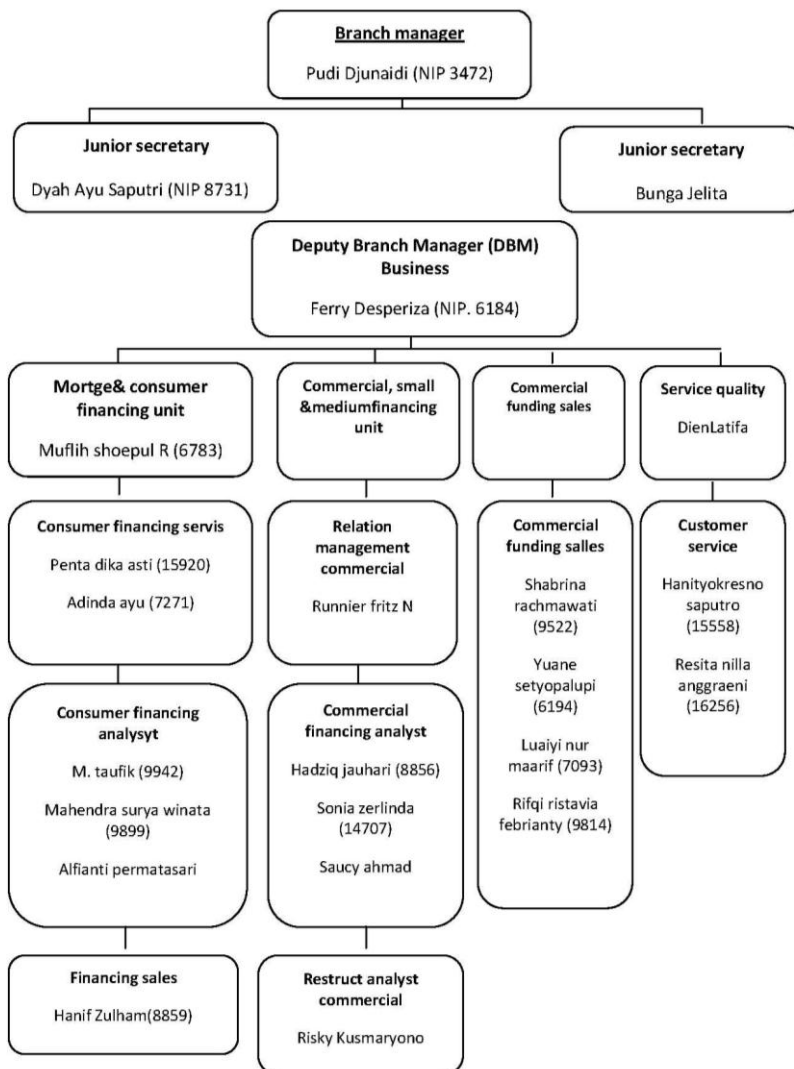 Branch manager
Pudi Djunaidi (NIP 3472)
Junior secretary
Dyah Ayu Saputri (NIP 8731)
Junior secretary
Bunga Jelita
Deputy Branch Manager (DBM)
Business
Ferry Desperiza (NIP. 6184)
Mortge& consumer
financing unit
Muflih shoepul R (6783)
Commercial, small
&mediumfinancing
unit
Commercial
funding sales
Service quality
DienLatifa
Consumer financing servis
Penta dika asti (15920)
Adinda ayu (7271)
Relation
management
commercial
Runnier fritz N
Commercial
funding salles
Shabrina
rachmawati
(9522)
Yuane
setyopalupi
(6194)
Luaiyi nur
maarif (7093)
Rifqi ristavia
febrianty (9814)
Customer
service
Hanityokresno
saputro
(15558)
Resita nilla
anggraeni
(16256)
Consumer financing
analysyt
M. taufik (9942)
Mahendra surya winata
(9899)
Alfianti permatasari
Commercial
financing analyst
Hadziq jauhari (8856)
Sonia zerlinda
(14707)
Saucy ahmad
Financing sales
Hanif Zulham(8859)
Restruct analyst
commercial
Risky Kusmaryono